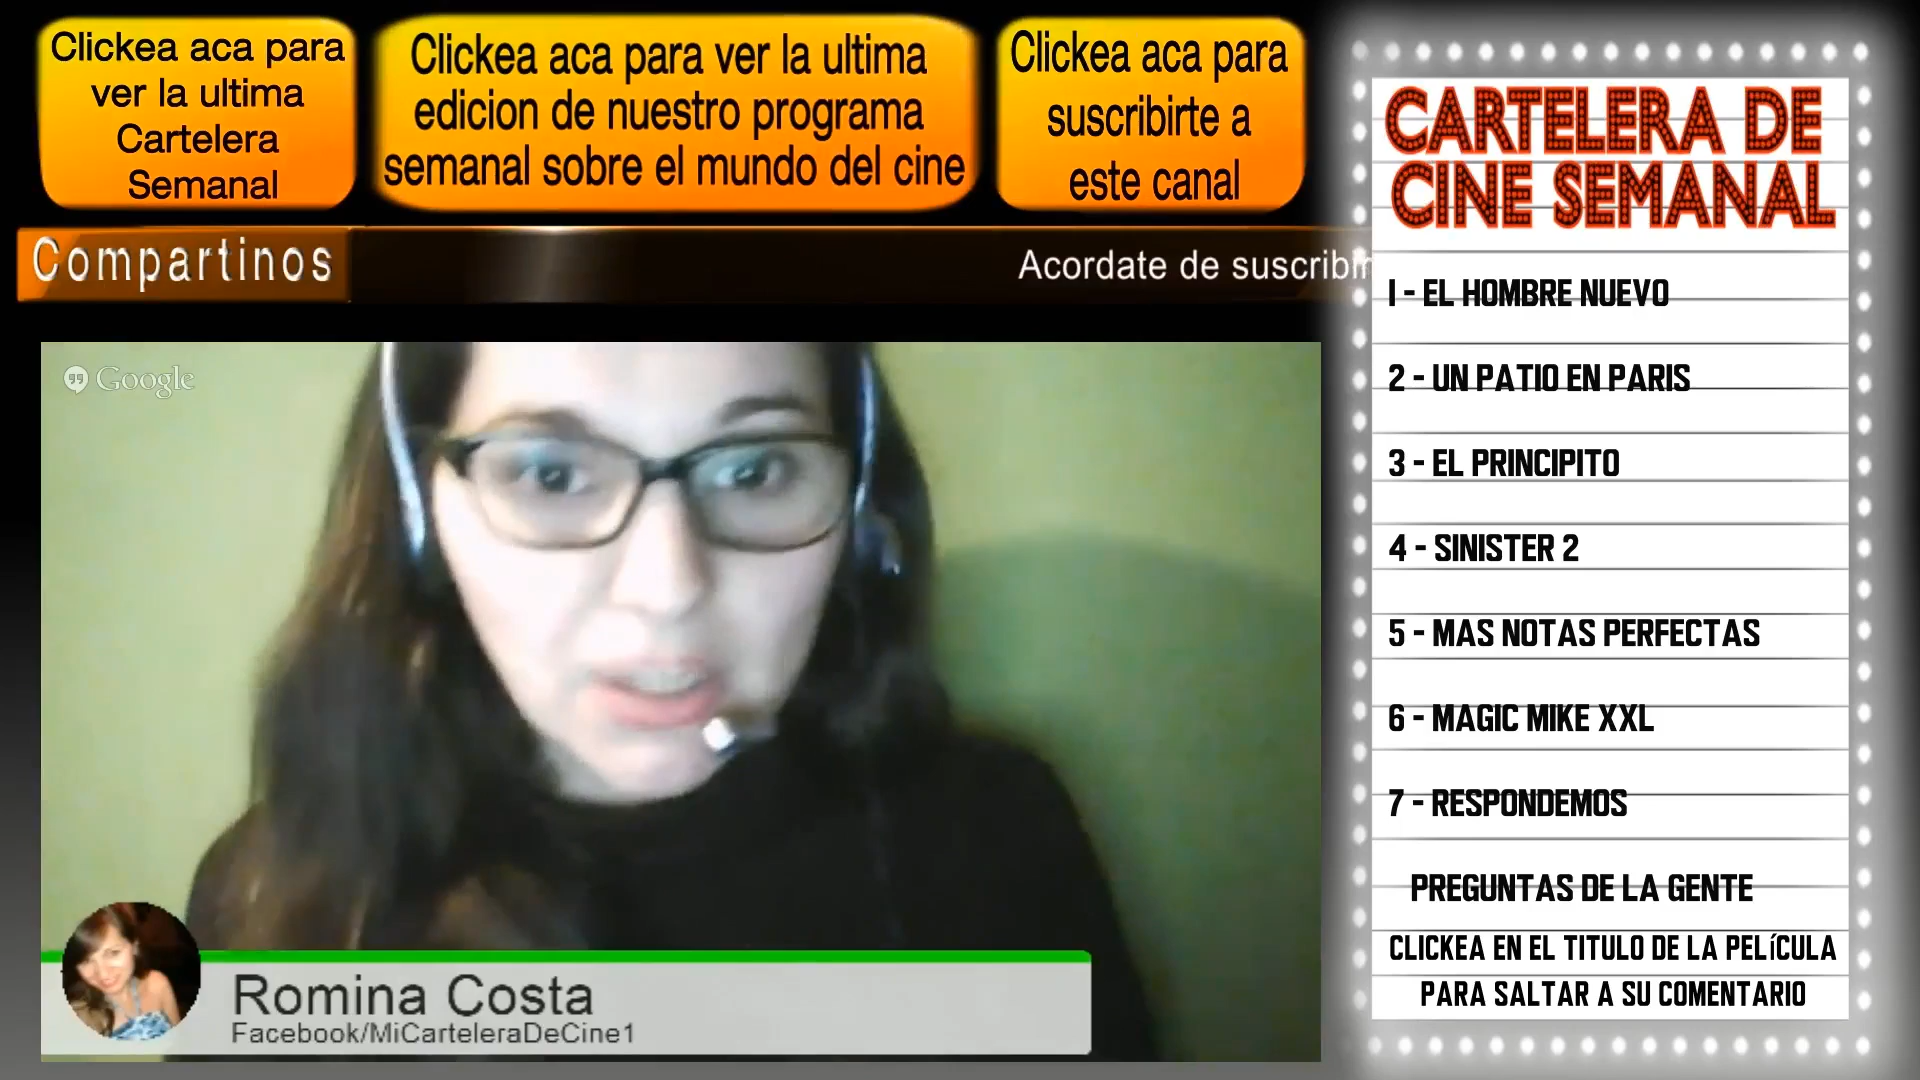 Clickea aca para
ver la ultima
Cartelera
Semanal
Clickea aca para ver la ultima
edicion de nuestro programa
semanal sobre el mundo del cine
Clickea aca para
suscribirte a
este canal
Compartinos
Acordate de
Google
Romina Costa
Facebook/MiCarteleraDeCine1
CARTELERA DE
CINE SEMANAL
1 - EL HOMBRE NUEVO
2 - UN PATIO EN PARIS
3 - EL PRINCIPITO
4 - SINISTER 2
5 - MAS NOTAS PERFECTAS
6 - MAGIC MIKE XXL
7 - RESPONDEMOS
PREGUNTAS DE LA GENTE
CLICKEA EN EL TITULO DE LA PELíCULA
PARA SALTAR A SU COMENTARIO